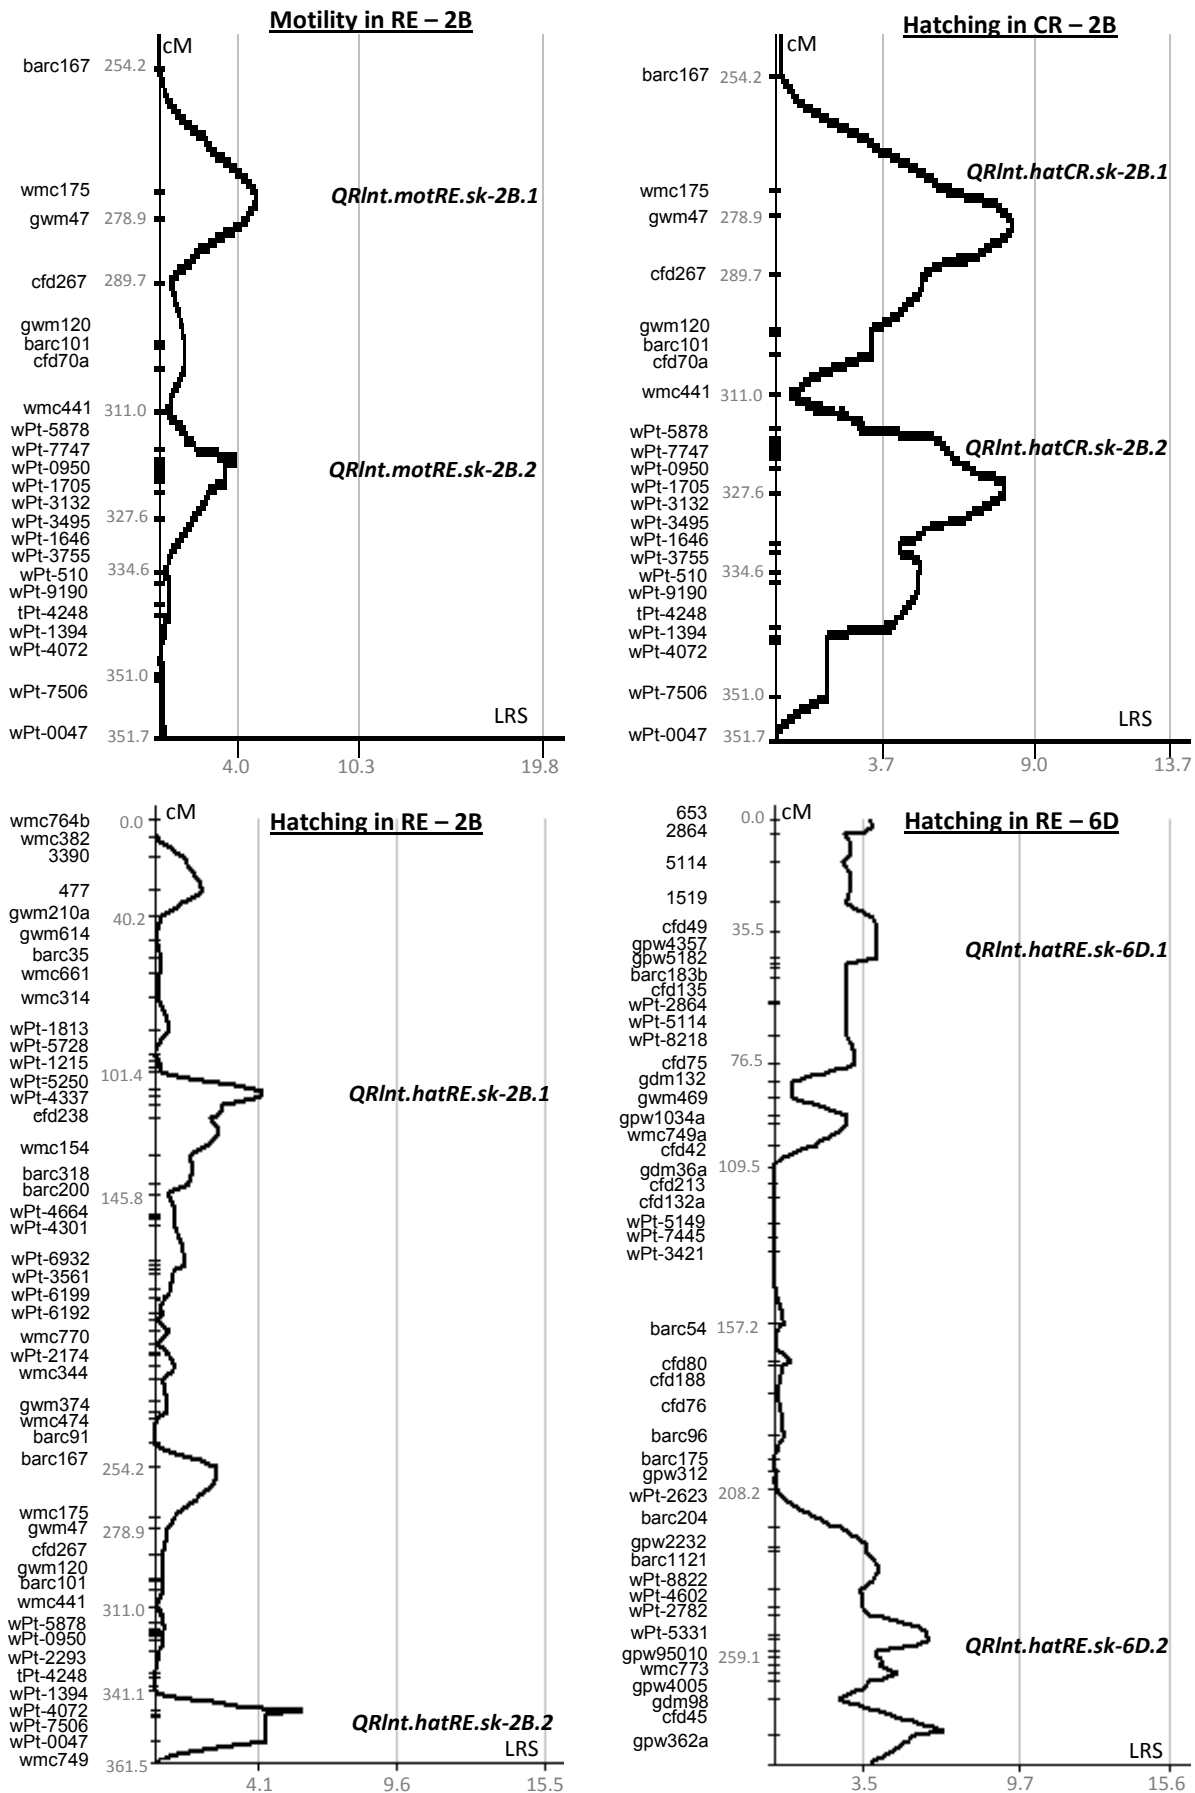 Motility in RE – 2B
cM
barc167 254.2
wmc175
QRlnt.motRE.sk-2B.1
gwm47 278.9
cfd267 289.7
gwm120
barc101
cfd70a
wmc441 311.0
wPt-5878
wPt-7747
wPt-0950
QRlnt.motRE.sk-2B.2
wPt-1705
wPt-3132
wPt-3495 327.6
wPt-1646
wPt-3755
wPt-510 334.6
wPt-9190
tPt-4248
wPt-1394
wPt-4072
351.0
wPt-7506
LRS
wPt-0047 351.7
4.0 10.3 19.8
Hatching in CR – 2B
cM
barc167 254.2
QRlnt.hatCR.sk-2B.1
wmc175
gwm47 278.9
cfd267 289.7
gwm120
barc101
cfd70a
wmc441 311.0
wPt-5878
QRlnt.hatCR.sk-2B.2
wPt-7747
wPt-0950
wPt-1705 327.6
wPt-3132
wPt-3495
wPt-1646
wPt-3755
wPt-510 334.6
wPt-9190
tPt-4248
wPt-1394
wPt-4072
wPt-7506 351.0
LRS
wPt-0047 351.7
3.7 9.0 13.7
Hatching in RE – 2B
cM
wmc764b 0.0
wmc382
3390
477
gwm210a 40.2
gwm614
barc35
wmc661
wmc314
wPt-1813
wPt-5728
wPt-1215
wPt-5250 101.4
wPt-4337
QRlnt.hatRE.sk-2B.1
cfd238
wmc154
barc318
barc200 145.8
wPt-4664
wPt-4301
wPt-6932
wPt-3561
wPt-6199
wPt-6192
wmc770
wPt-2174
wmc344
gwm374
wmc474
barc91
barc167 254.2
wmc175
gwm47 278.9
cfd267
gwm120
barc101
wmc441 311.0
wPt-5878
wPt-0950
wPt-2293
tPt-4248
wPt-1394 341.1
wPt-4072
wPt-7506
QRlnt.hatRE.sk-2B.2
wPt-0047
LRS
wmc749 361.5
4.1 9.6 15.5
Hatching in RE – 6D
cM
653 0.0
2864
5114
1519
cfd49 35.5
gpw4357
QRlnt.hatRE.sk-6D.1
gpw5182
barc183b
cfd135
wPt-2864
wPt-5114
wPt-8218
cfd75 76.5
gdm132
gwm469
gpw1034a
wmc749a
cfd42
gdm36a 109.5
cfd213
cfd132a
wPt-5149
wPt-7445
wPt-3421
barc54 157.2
cfd80
cfd188
cfd76
barc96
barc175
gpw312
wPt-2623 208.2
barc204
gpw2232
barc1121
wPt-8822
wPt-4602
wPt-2782
wPt-5331
QRlnt.hatRE.sk-6D.2
gpw95010 259.1
wmc773
gpw4005
gdm98
cfd45
gpw362a
LRS
3.5 9.7 15.6